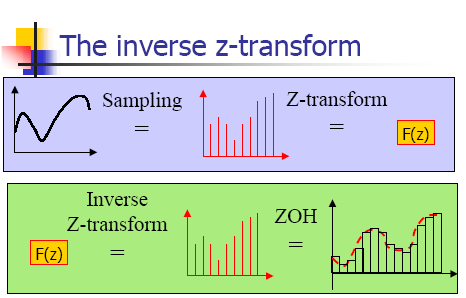 The inverse z-transform
Sampling
=
Z-transform
=
F(z)
Inverse
Z-transform
F(z)
=
ZOH
=